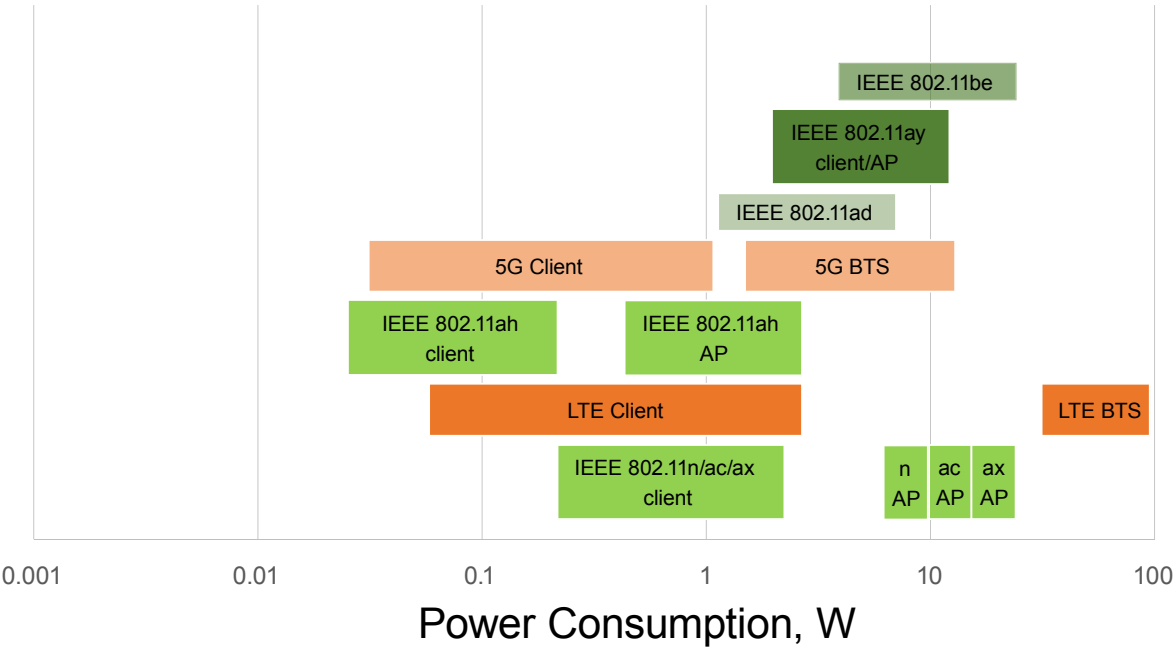 IEEE 802.11be
IEEE 802.11ay
client/AP
IEEE 802.11ad
5G Client
5G BTS
IEEE 802.11ah
client
IEEE 802.11ah
AP
LTE Client
LTE BTS
IEEE 802.11n/ac/ax
client
n
AP
ac
AP
ax
AP
0.001
0.01
0.1
1
10
100
Power Consumption, W